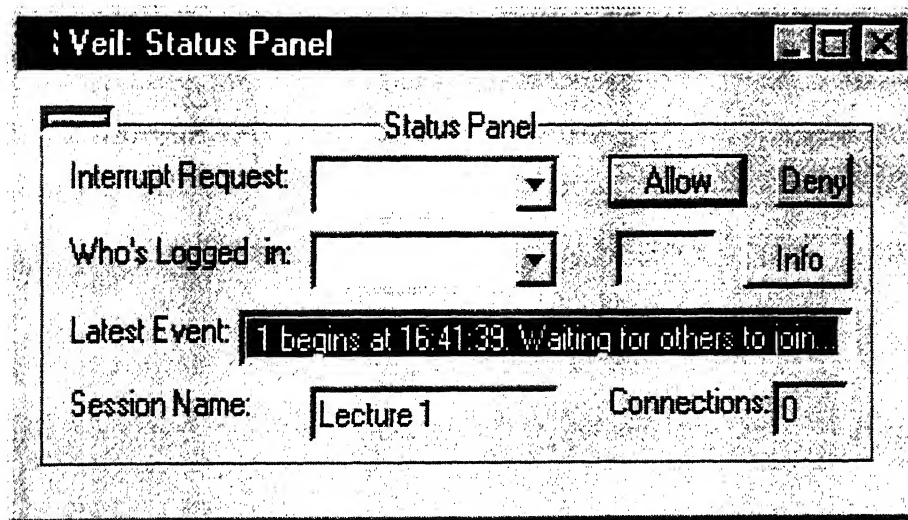 Veil: Status Panel
Status Panel
Interrupt Request: Allow Deny
Who's Logged in: Info
Latest Event: 1 begins at 16:41:39. Waiting for others to join...
Session Name: Lecture 1 Connections: 0